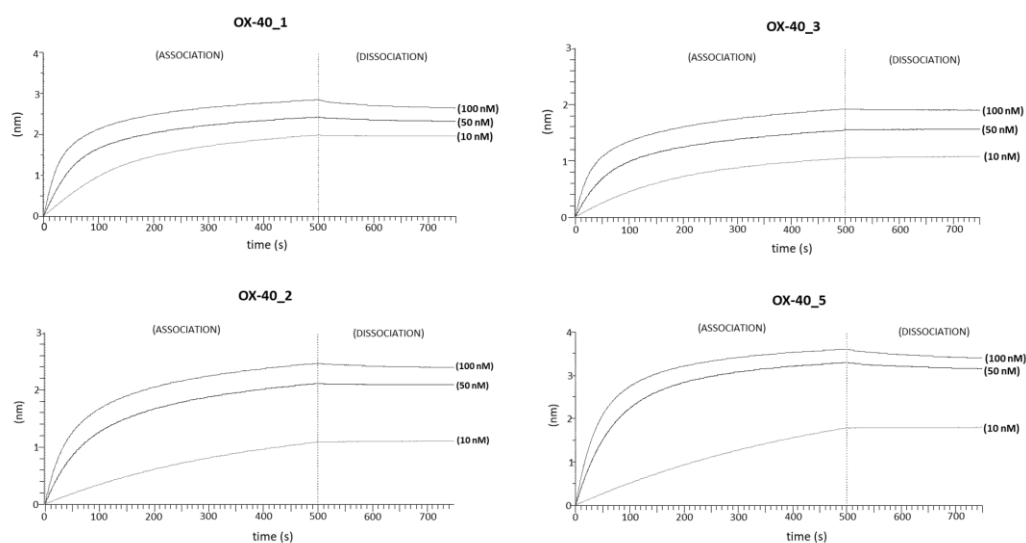 OX-40_1
(ASSOCIATION) (DISSOCIATION)
4
3
2
1
0
(nm)
(100 nM)
(50 nM)
(10 nM)
0 100 200 300 400 500 600 700
time (s)
OX-40_3
(ASSOCIATION) (DISSOCIATION)
3
2
1
0
(nm)
(100 nM)
(50 nM)
(10 nM)
0 100 200 300 400 500 600 700
time (s)
OX-40_2
(ASSOCIATION) (DISSOCIATION)
3
2
1
0
(nm)
(100 nM)
(50 nM)
(10 nM)
0 100 200 300 400 500 600 700
time (s)
OX-40_5
(ASSOCIATION) (DISSOCIATION)
4
3
2
1
0
(nm)
(100 nM)
(50 nM)
(10 nM)
0 100 200 300 400 500 600 700
time (s)